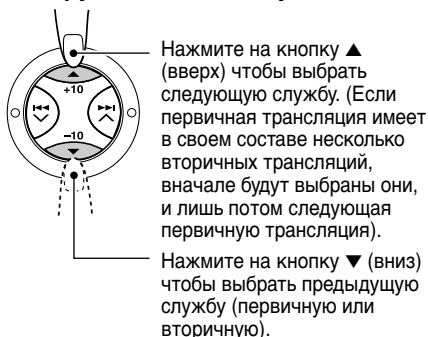 Нажмите на кнопку ▲
(вверх) чтобы выбрать
следующую службу. (Если
первичная трансляция имеет
в своем составе несколько
вторичных трансляций,
вначале будут выбраны они,
и лишь потом следующая
первичную трансляция).
+10
–10
Нажмите на кнопку ▼ (вниз)
чтобы выбрать предыдущую
службу (первичную или
вторичную).